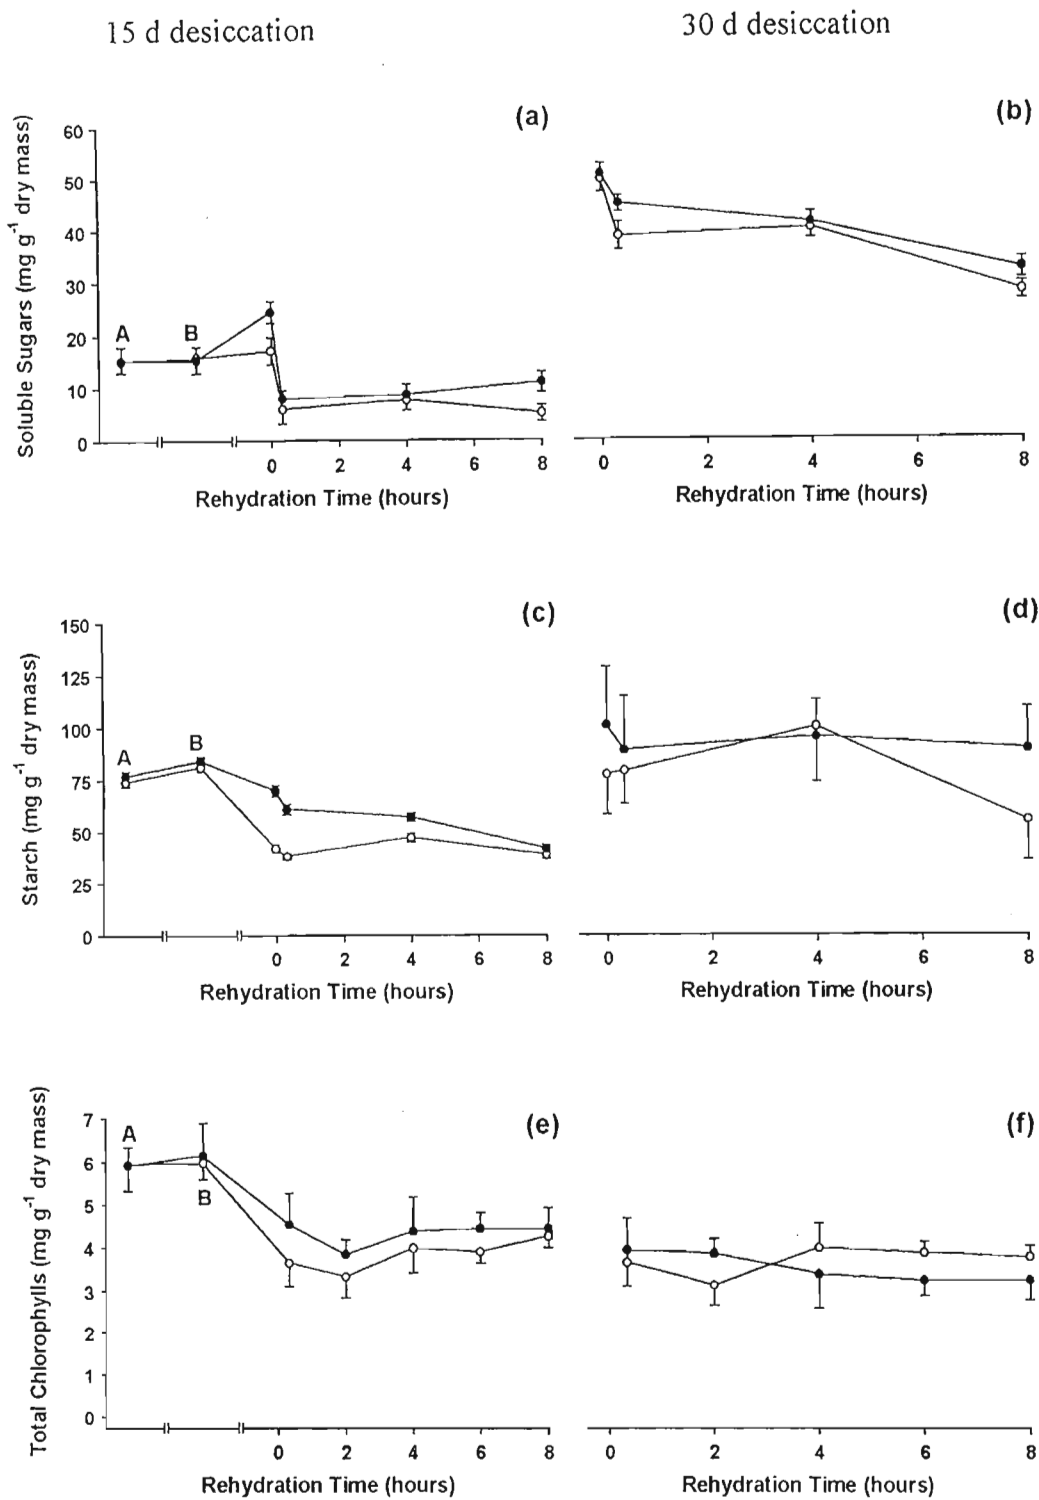 15 d desiccation
30 d desiccation
(a)
(b)
Soluble Sugars (mg g⁻¹ dry mass)
60
50
40
30
20
10
0
A
B
0 2 4 6 8
Rehydration Time (hours)
0 2 4 6 8
Rehydration Time (hours)
(c)
(d)
Starch (mg g⁻¹ dry mass)
150
125
100
75
50
25
0
A
B
0 2 4 6 8
Rehydration Time (hours)
0 2 4 6 8
Rehydration Time (hours)
(e)
(f)
Total Chlorophylls (mg g⁻¹ dry mass)
7
6
5
4
3
2
1
0
A
B
0 2 4 6 8
Rehydration Time (hours)
0 2 4 6 8
Rehydration Time (hours)